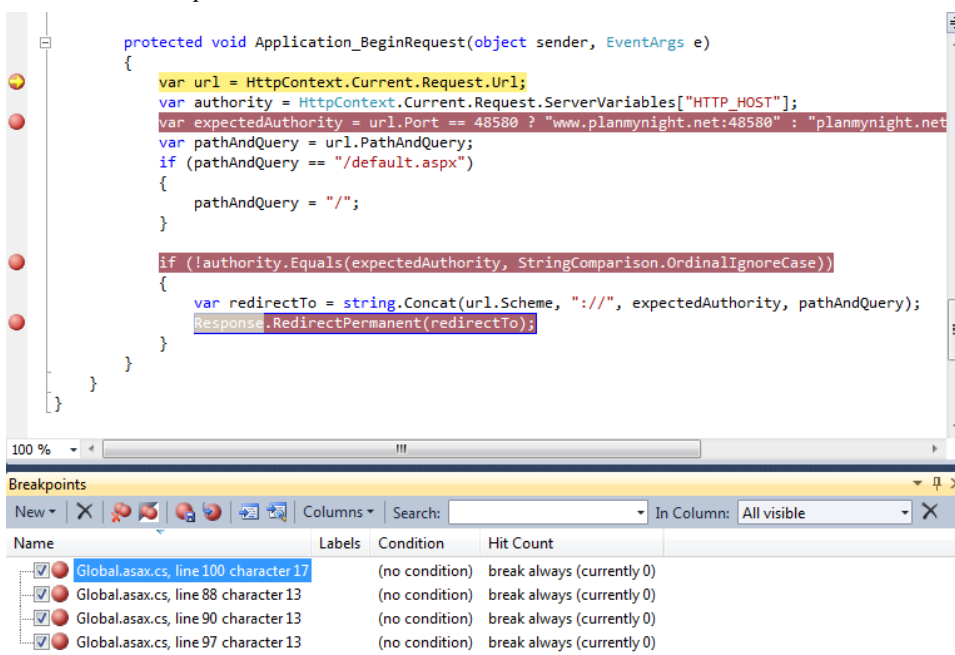 protected void Application_BeginRequest(object sender, EventArgs e)
{
var url = HttpContext.Current.Request.Url;
var authority = HttpContext.Current.Request.ServerVariables["HTTP_HOST"];
var expectedAuthority = url.Port == 48580 ? "www.planmynight.net:48580" : "planmynight.net
var pathAndQuery = url.PathAndQuery;
if (pathAndQuery == "/default.aspx")
{
pathAndQuery = "/";
}
if (!authority.Equals(expectedAuthority, StringComparison.OrdinalIgnoreCase))
{
var redirectTo = string.Concat(url.Scheme, "://", expectedAuthority, pathAndQuery);
Response.RedirectPermanent(redirectTo);
}
}
}
}
100 %
Breakpoints
New Columns Search: In Column: All visible
Name Labels Condition Hit Count
Global.asax.cs, line 100 character 17 (no condition) break always (currently 0)
Global.asax.cs, line 88 character 13 (no condition) break always (currently 0)
Global.asax.cs, line 90 character 13 (no condition) break always (currently 0)
Global.asax.cs, line 97 character 13 (no condition) break always (currently 0)